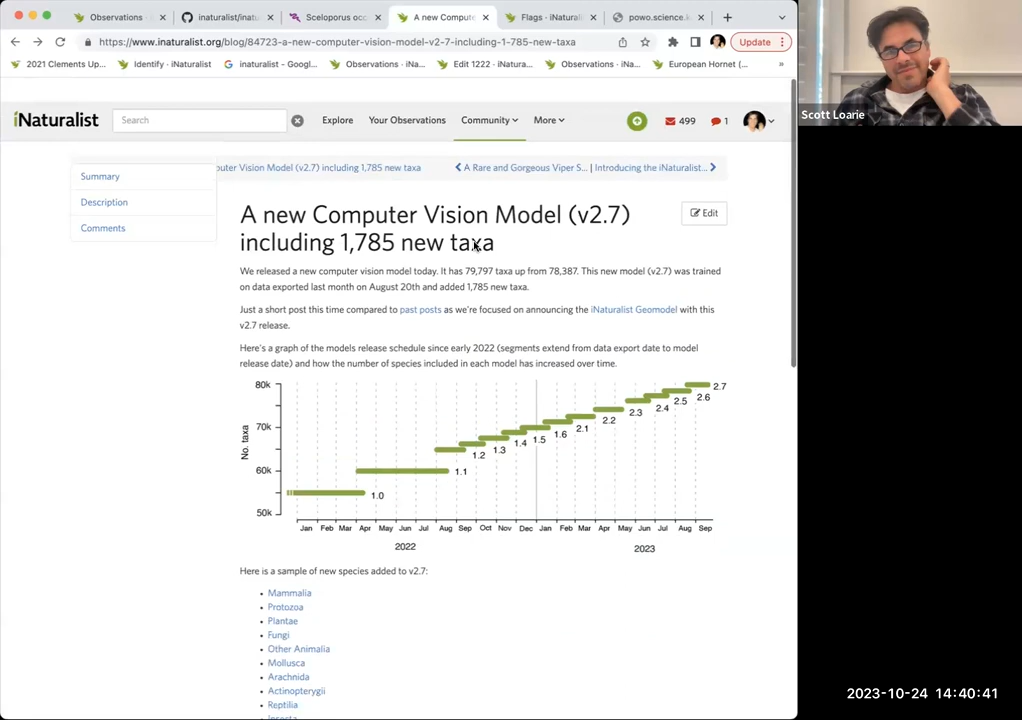 Observations
inaturalist/inatu
Sceloporus occ
A new Compute
Flags · iNatural
powo.science.k
https://www.inaturalist.org/blog/84723-a-new-computer-vision-model-v2-7-including-1-785-new-taxa
Update
2021 Clements Up...
Identify · iNaturalist
inaturalist - Googl...
Observations · iNa...
Edit 1222 · iNatura...
Observations · iNa...
European Hornet (...
»
Scott Loarie
iNaturalist
Search
Explore
Your Observations
Community
More
499
1
Summary
Description
Comments
puter Vision Model (v2.7) including 1,785 new taxa
A Rare and Gorgeous Viper S... | Introducing the iNaturalist...
A new Computer Vision Model (v2.7)
including 1,785 new taxa
Edit
We released a new computer vision model today. It has 79,797 taxa up from 78,387. This new model (v2.7) was trained
on data exported last month on August 20th and added 1,785 new taxa.
Just a short post this time compared to past posts as we're focused on announcing the iNaturalist Geomodel with this
v2.7 release.
Here's a graph of the models release schedule since early 2022 (segments extend from data export date to model
release date) and how the number of species included in each model has increased over time.
80k
70k
60k
50k
No. taxa
1.0
1.1
1.2
1.3
1.4
1.5
1.6
2.1
2.2
2.3
2.4
2.5
2.6
2.7
Jan Feb Mar Apr May Jun Jul Aug Sep Oct Nov Dec Jan Feb Mar Apr May Jun Jul Aug Sep
2022
2023
Here is a sample of new species added to v2.7:
• Mammalia
• Protozoa
• Plantae
• Fungi
• Other Animalia
• Mollusca
• Arachnida
• Actinopterygii
• Reptilia
Insecta
2023-10-24 14:40:41